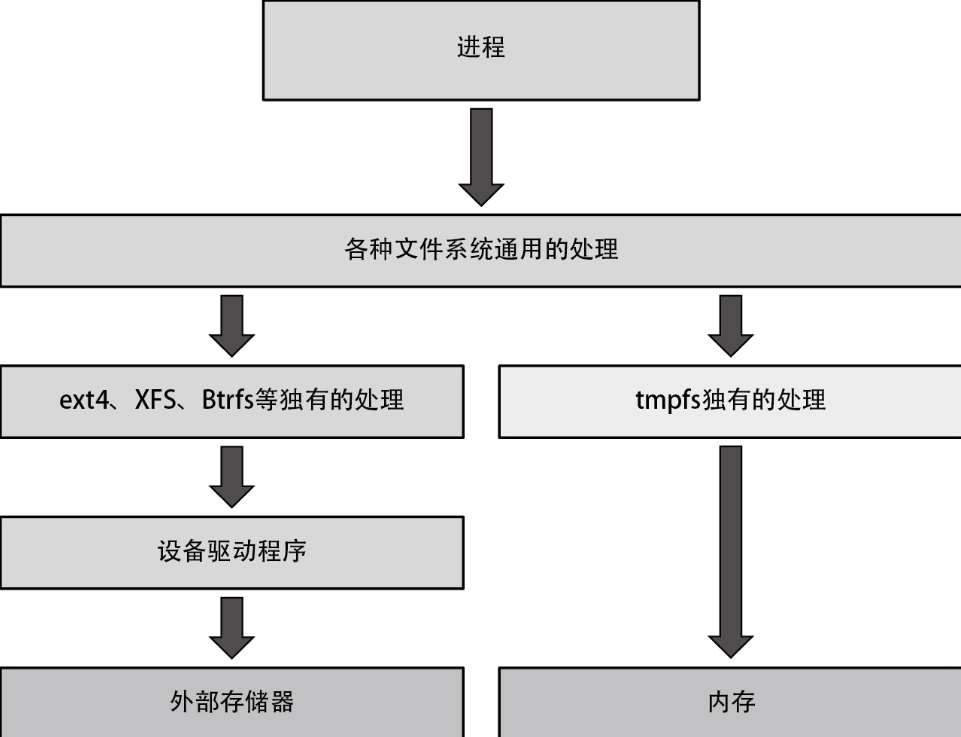 进程
各种文件系统通用的处理
ext4、XFS、Btrfs等独有的处理
tmpfs独有的处理
设备驱动程序
外部存储器
内存